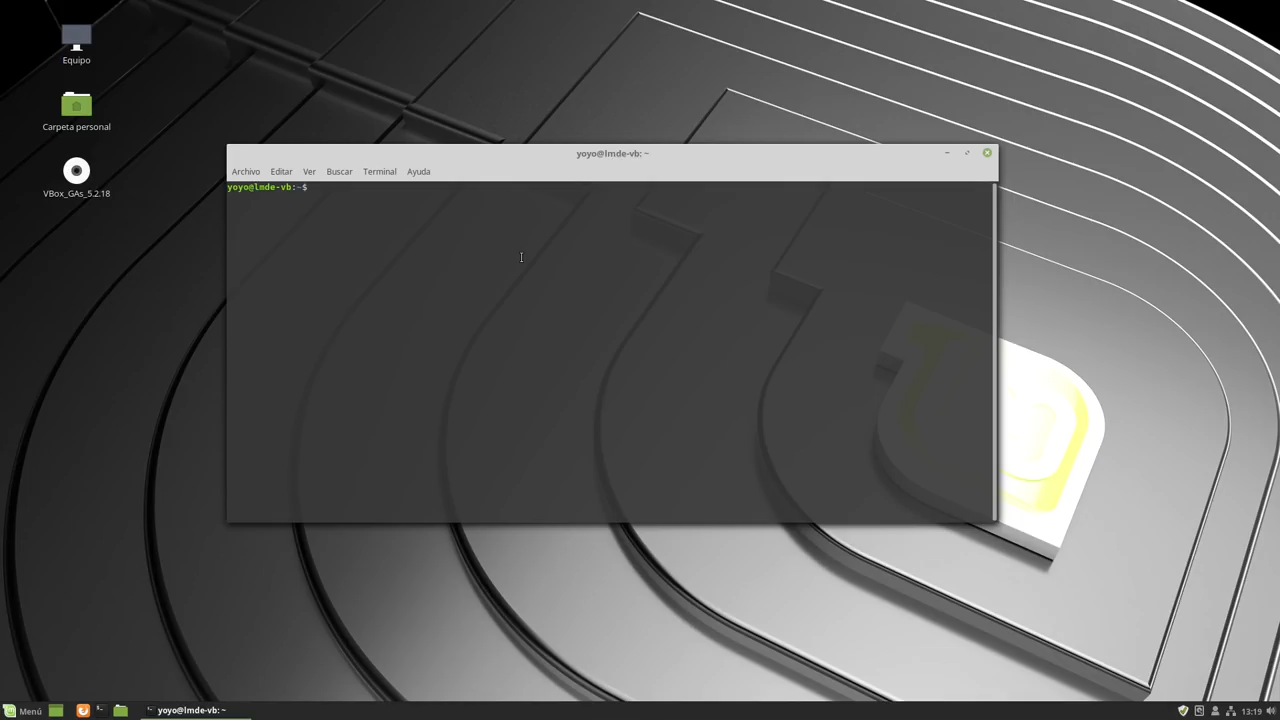 Equipo
Carpeta personal
VBox_GAs_5.2.18
yoyo@lmde-vb: ~
Archivo Editar Ver Buscar Terminal Ayuda
yoyo@lmde-vb:~$
Menú
yoyo@lmde-vb: ~
13:19